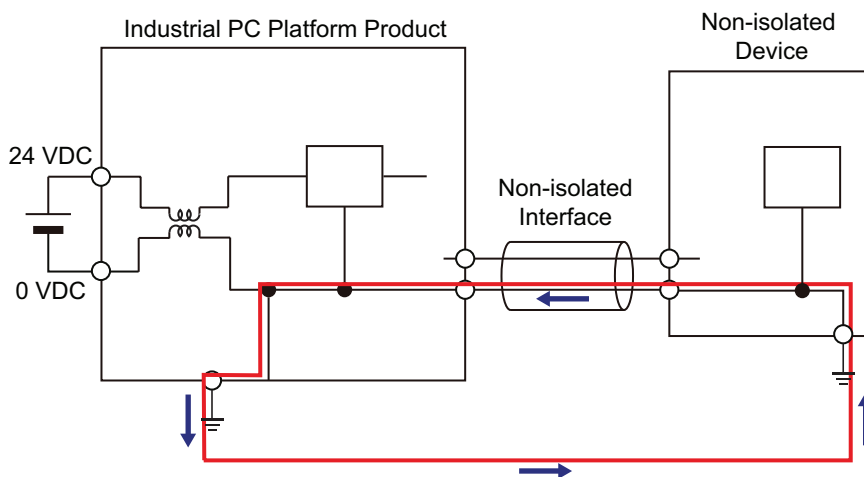 Industrial PC Platform Product
Non-isolated
Device
24 VDC
Non-isolated
Interface
0 VDC